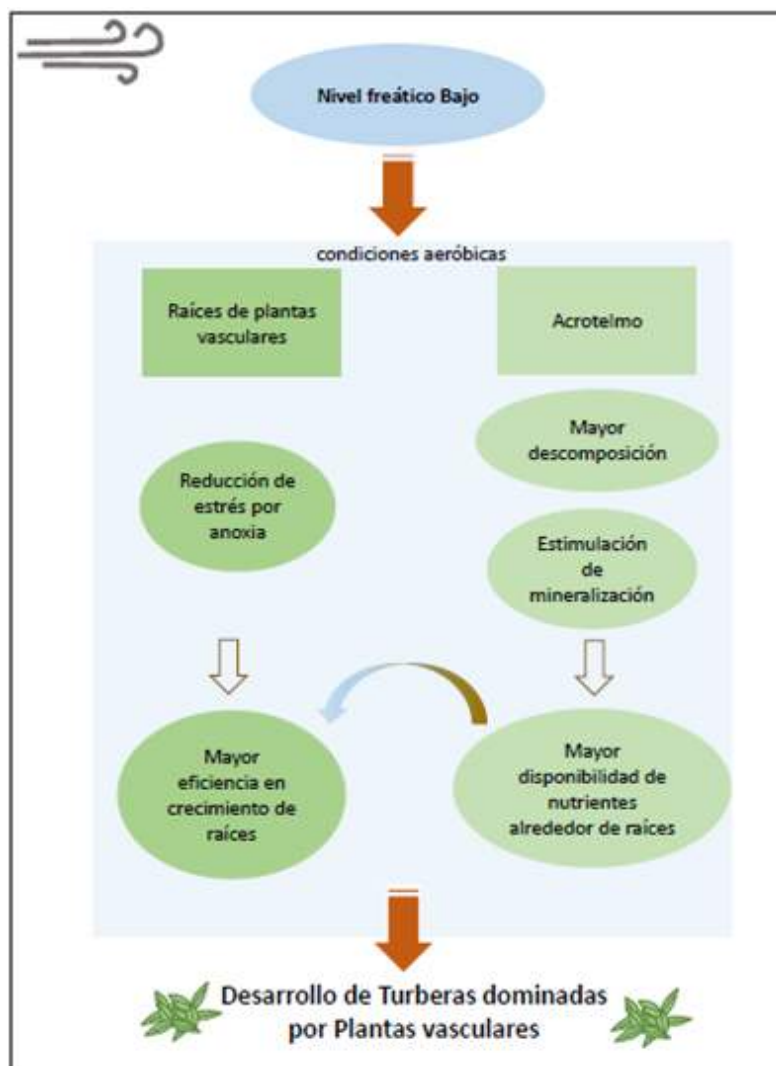 Nivel freático Bajo
condiciones aeróbicas
Raíces de plantas
vasculares
Acrotelmo
Mayor
descomposición
Reducción de
estrés por
anoxia
Estimulación
de
mineralización
Mayor
eficiencia en
crecimiento de
raíces
Mayor
disponibilidad de
nutrientes
alrededor de raíces
Desarrollo de Turberas dominadas
por Plantas vasculares